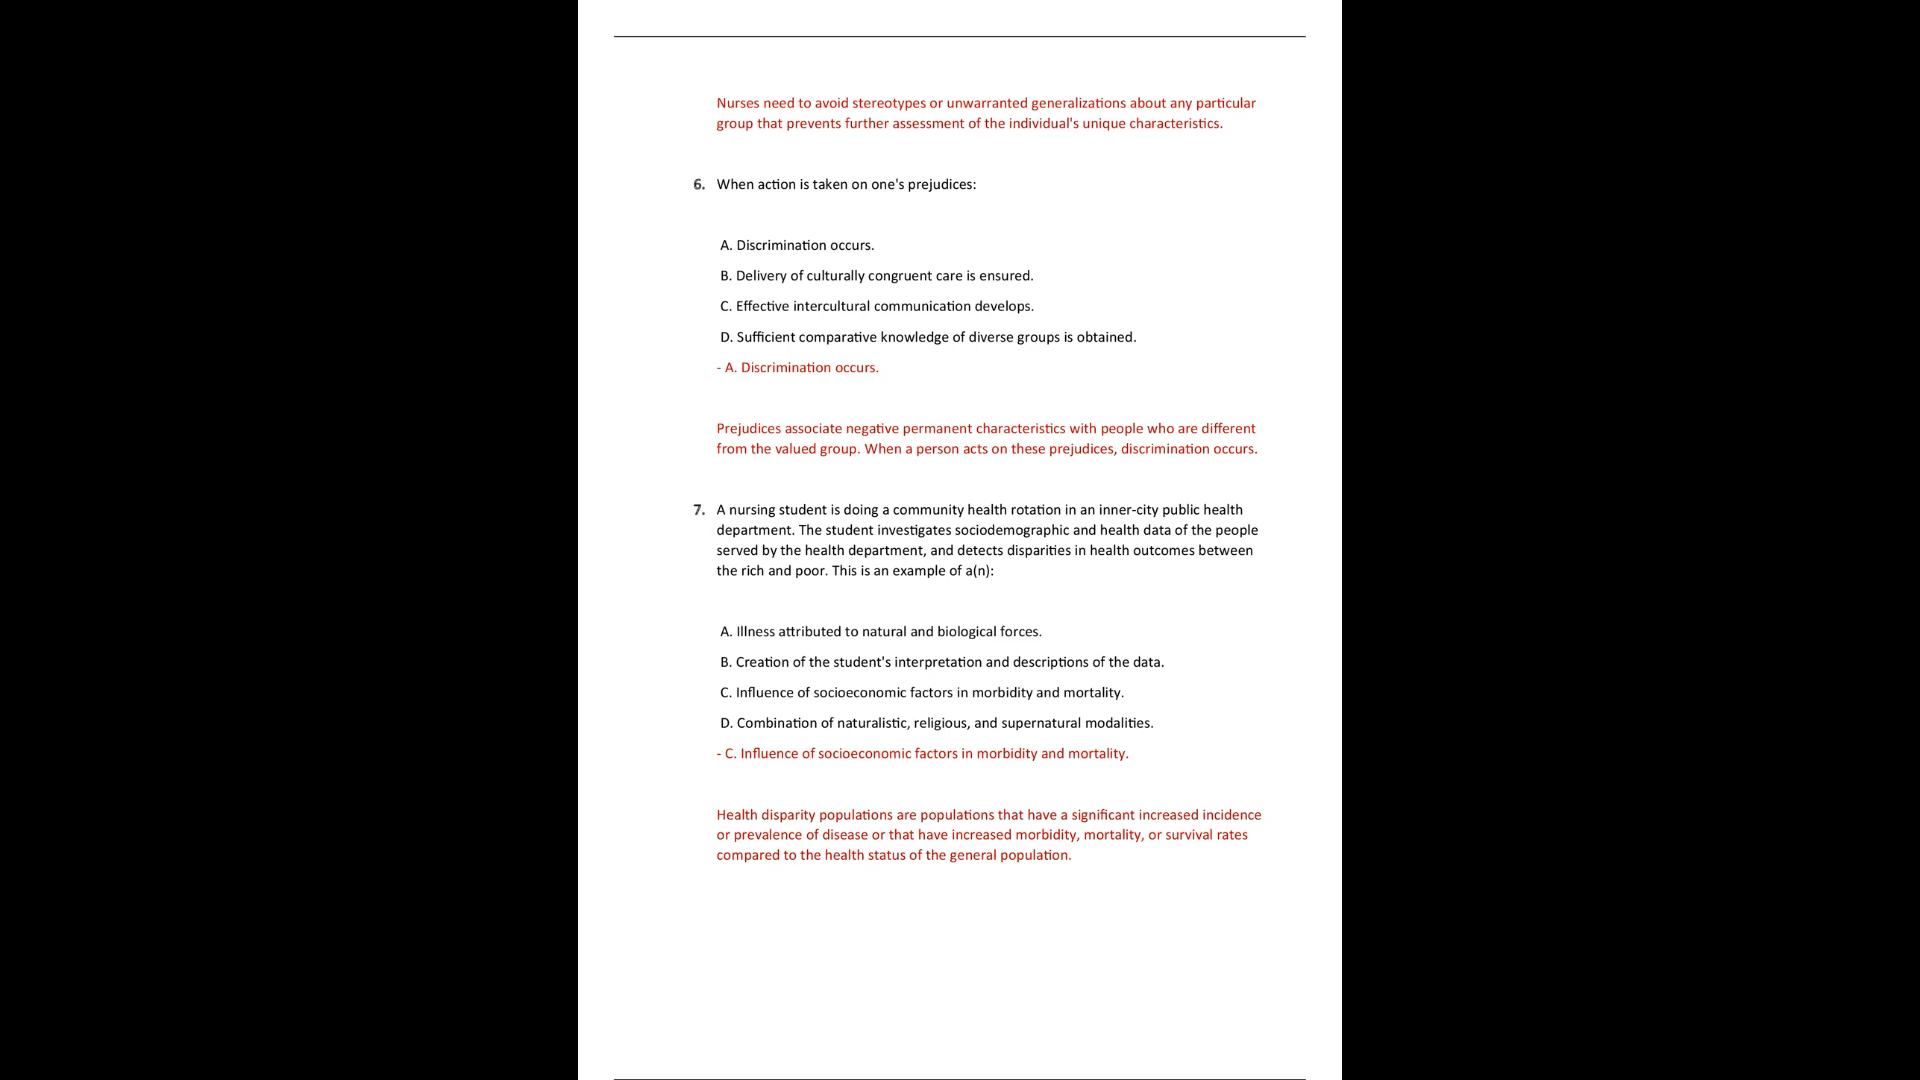 Nurses need to avoid stereotypes or unwarranted generalizations about any particular
group that prevents further assessment of the individual's unique characteristics.
6. When action is taken on one's prejudices:
A. Discrimination occurs.
B. Delivery of culturally congruent care is ensured.
C. Effective intercultural communication develops.
D. Sufficient comparative knowledge of diverse groups is obtained.
- A. Discrimination occurs.
Prejudices associate negative permanent characteristics with people who are different
from the valued group. When a person acts on these prejudices, discrimination occurs.
7. A nursing student is doing a community health rotation in an inner-city public health
department. The student investigates sociodemographic and health data of the people
served by the health department, and detects disparities in health outcomes between
the rich and poor. This is an example of a(n):
A. Illness attributed to natural and biological forces.
B. Creation of the student's interpretation and descriptions of the data.
C. Influence of socioeconomic factors in morbidity and mortality.
D. Combination of naturalistic, religious, and supernatural modalities.
- C. Influence of socioeconomic factors in morbidity and mortality.
Health disparity populations are populations that have a significant increased incidence
or prevalence of disease or that have increased morbidity, mortality, or survival rates
compared to the health status of the general population.